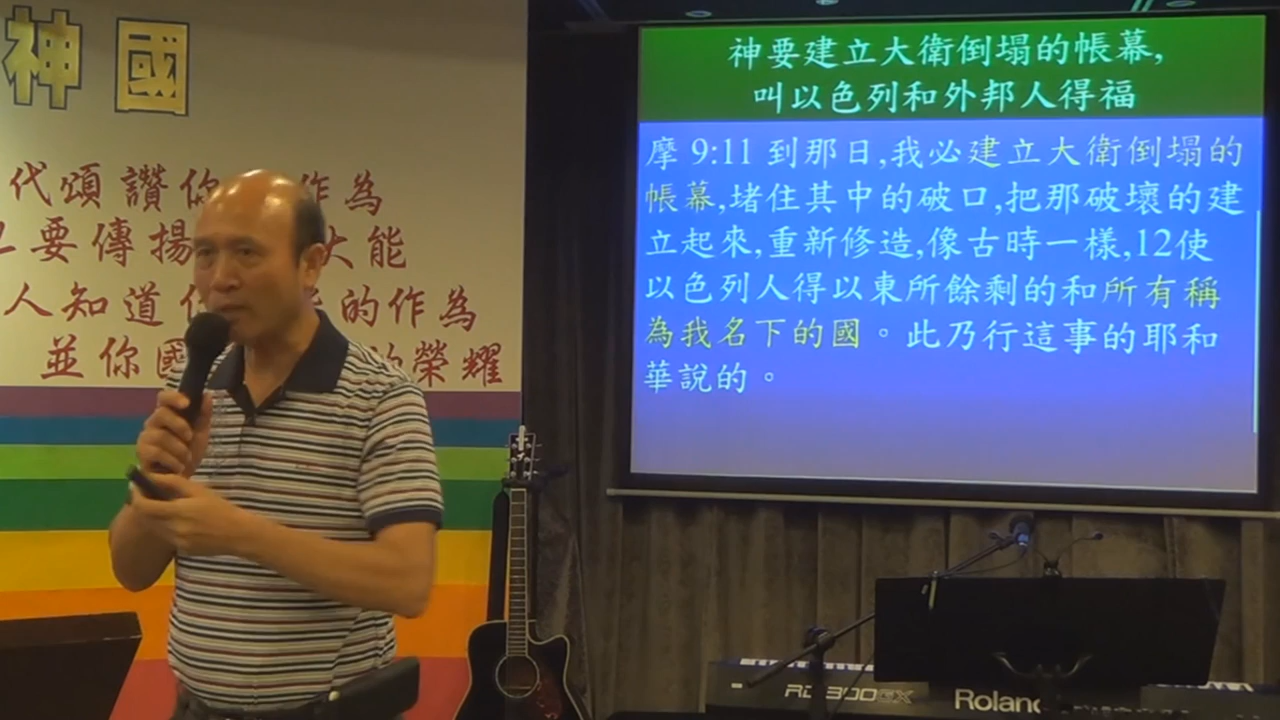 神國
代頌讚你 作為
要傳揚 大能
人知道 的作為
並你國 的榮耀
神要建立大衛倒塌的帳幕,
叫以色列和外邦人得福
摩 9:11 到那日,我必建立大衛倒塌的
帳幕,堵住其中的破口,把那破壞的建
立起來,重新修造,像古時一樣,12使
以色列人得以東所餘剩的和所有稱
為我名下的國。此乃行這事的耶和
華說的。
RD 300GX
Roland